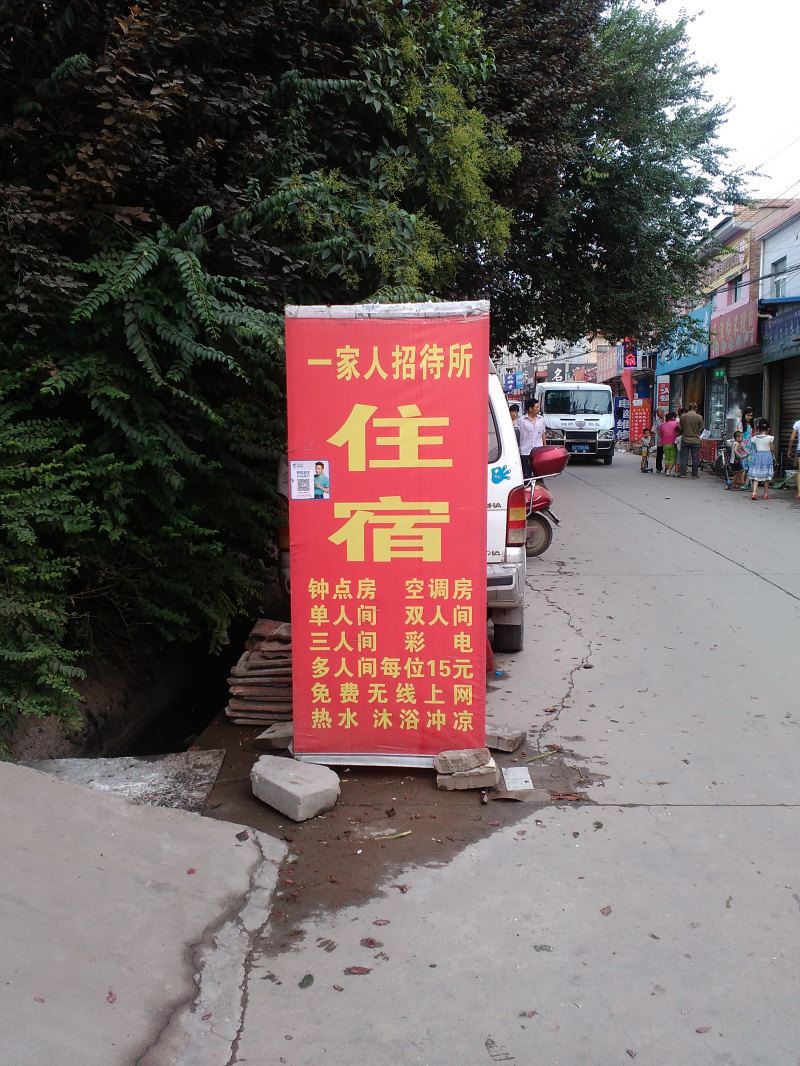 一家人招待所
住
宿
钟点房 空调房
单人间 双人间
三人间 彩 电
多人间每位15元
免费无线上网
热水 沐浴冲凉
名